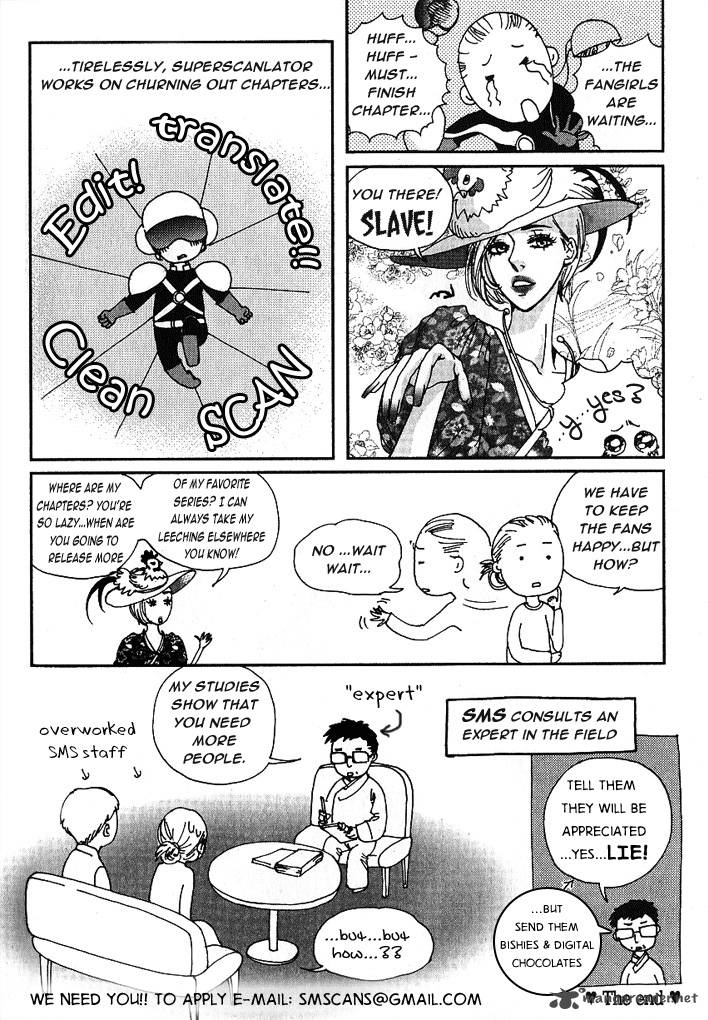 ...TIRELESSLY, SUPERSCANLATOR
WORKS ON CHURNING OUT CHAPTERS...
Edit!
translate!!
Clean
SCAN
HUFF...
HUFF -
MUST...
FINISH
CHAPTER...
...THE
FANGIRLS
ARE
WAITING...
YOU THERE!
SLAVE!
y...yes?
WHERE ARE MY
CHAPTERS? YOU'RE
SO LAZY...WHEN ARE
YOU GOING TO
RELEASE MORE
OF MY FAVORITE
SERIES? I CAN
ALWAYS TAKE MY
LEECHING ELSEWHERE
YOU KNOW!
NO ...WAIT
WAIT...
WE HAVE
TO KEEP
THE FANS
HAPPY...BUT
HOW?
overworked
SMS staff
MY STUDIES
SHOW THAT
YOU NEED
MORE
PEOPLE.
"expert"
...but...but
how...??
SMS CONSULTS AN
EXPERT IN THE FIELD
TELL THEM
THEY WILL BE
APPRECIATED
...YES...LIE!
...BUT
SEND THEM
BISHIES & DIGITAL
CHOCOLATES
WE NEED YOU!! TO APPLY E-MAIL: SMSCANS@GMAIL.COM
♥ The end ♥